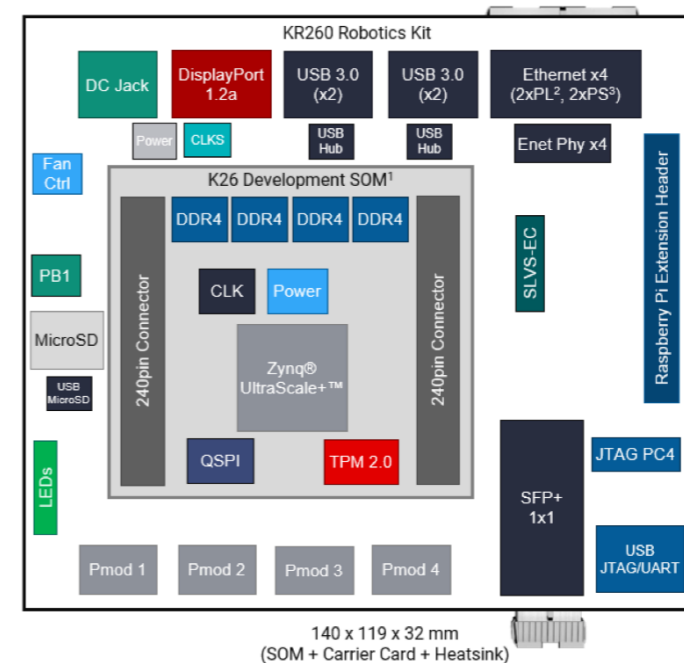 KR260 Robotics Kit
DC Jack
DisplayPort
1.2a
USB 3.0
(x2)
USB 3.0
(x2)
Ethernet x4
(2xPL², 2xPS³)
Power
CLKS
USB
Hub
USB
Hub
Enet Phy x4
Fan
Ctrl
K26 Development SOM¹
DDR4
DDR4
DDR4
DDR4
240pin Connector
240pin Connector
SLVS-EC
Raspberry Pi Extension Header
PB1
CLK
Power
MicroSD
Zynq®
UltraScale+™
USB
MicroSD
QSPI
TPM 2.0
LEDs
SFP+
1x1
JTAG PC4
USB
JTAG/UART
Pmod 1
Pmod 2
Pmod 3
Pmod 4
140 x 119 x 32 mm
(SOM + Carrier Card + Heatsink)